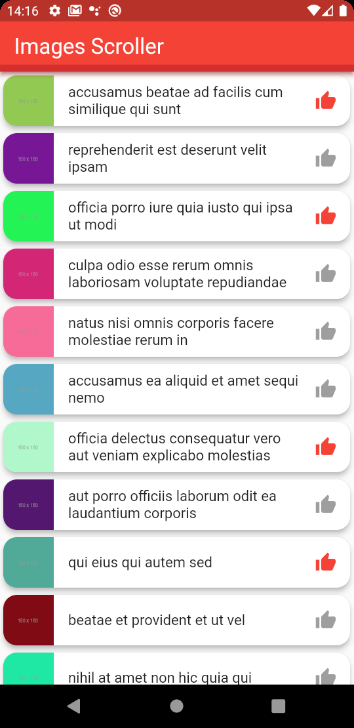 14:16
Images Scroller
accusamus beatae ad facilis cum
similique qui sunt
reprehenderit est deserunt velit
ipsam
officia porro iure quia iusto qui ipsa
ut modi
culpa odio esse rerum omnis
laboriosam voluptate repudiandae
natus nisi omnis corporis facere
molestiae rerum in
accusamus ea aliquid et amet sequi
nemo
officia delectus consequatur vero
aut veniam explicabo molestias
aut porro officiis laborum odit ea
laudantium corporis
qui eius qui autem sed
beatae et provident et ut vel
nihil at amet non hic quia qui